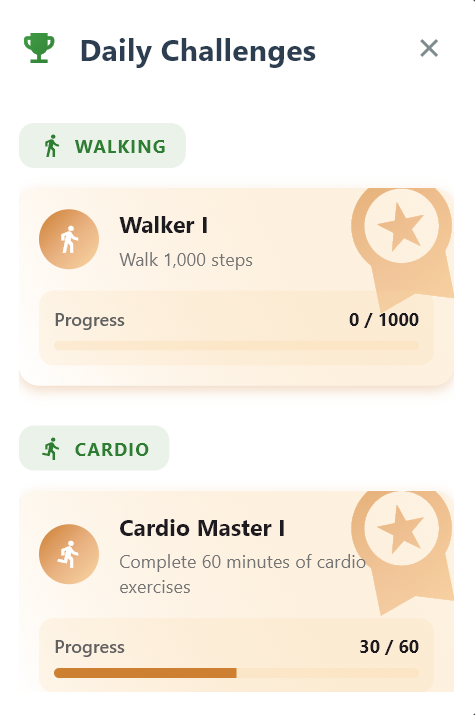 Daily Challenges
WALKING
Walker I
Walk 1,000 steps
Progress
0 / 1000
CARDIO
Cardio Master I
Complete 60 minutes of cardio
exercises
Progress
30 / 60